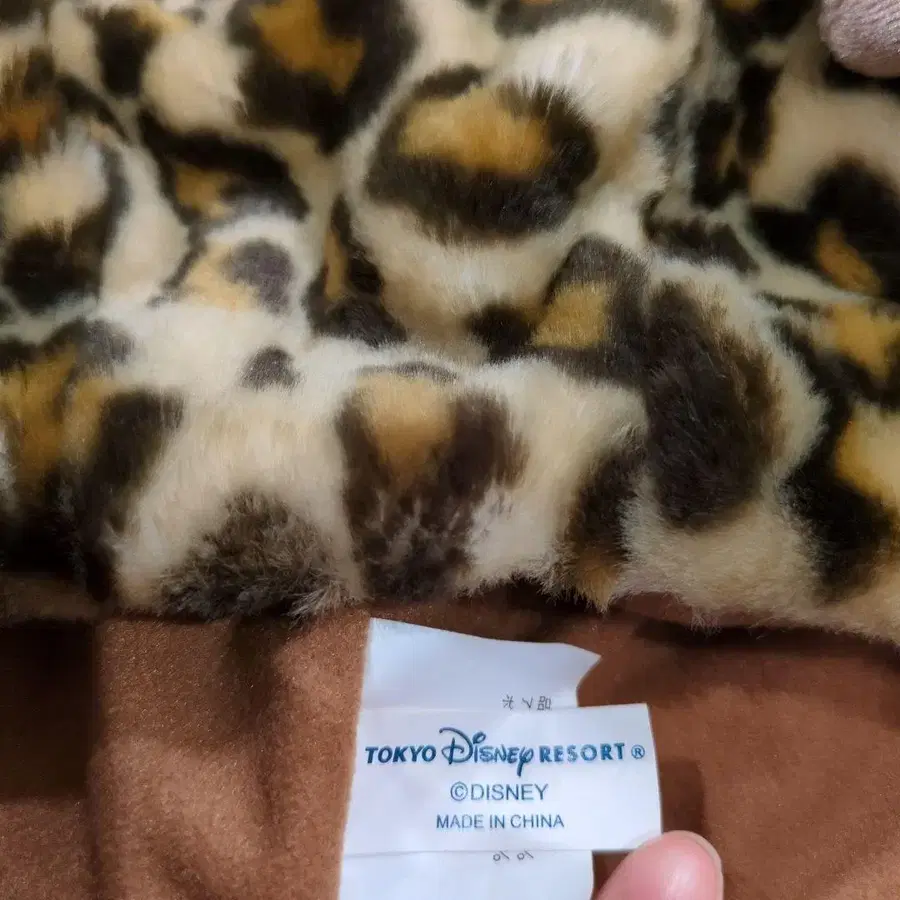 TOKYO DISNEY RESORT®
©DISNEY
MADE IN CHINA
% %